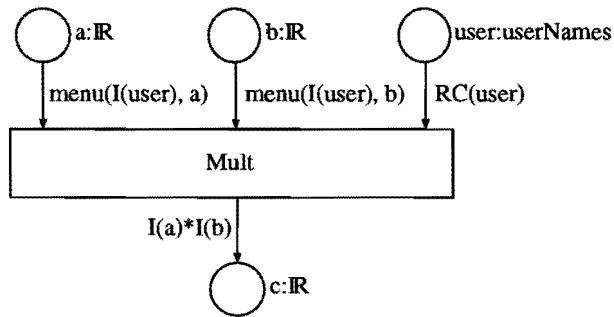 a:ℝ
b:ℝ
user:userNames
menu(I(user), a)
menu(I(user), b)
RC(user)
Mult
I(a)*I(b)
c:ℝ